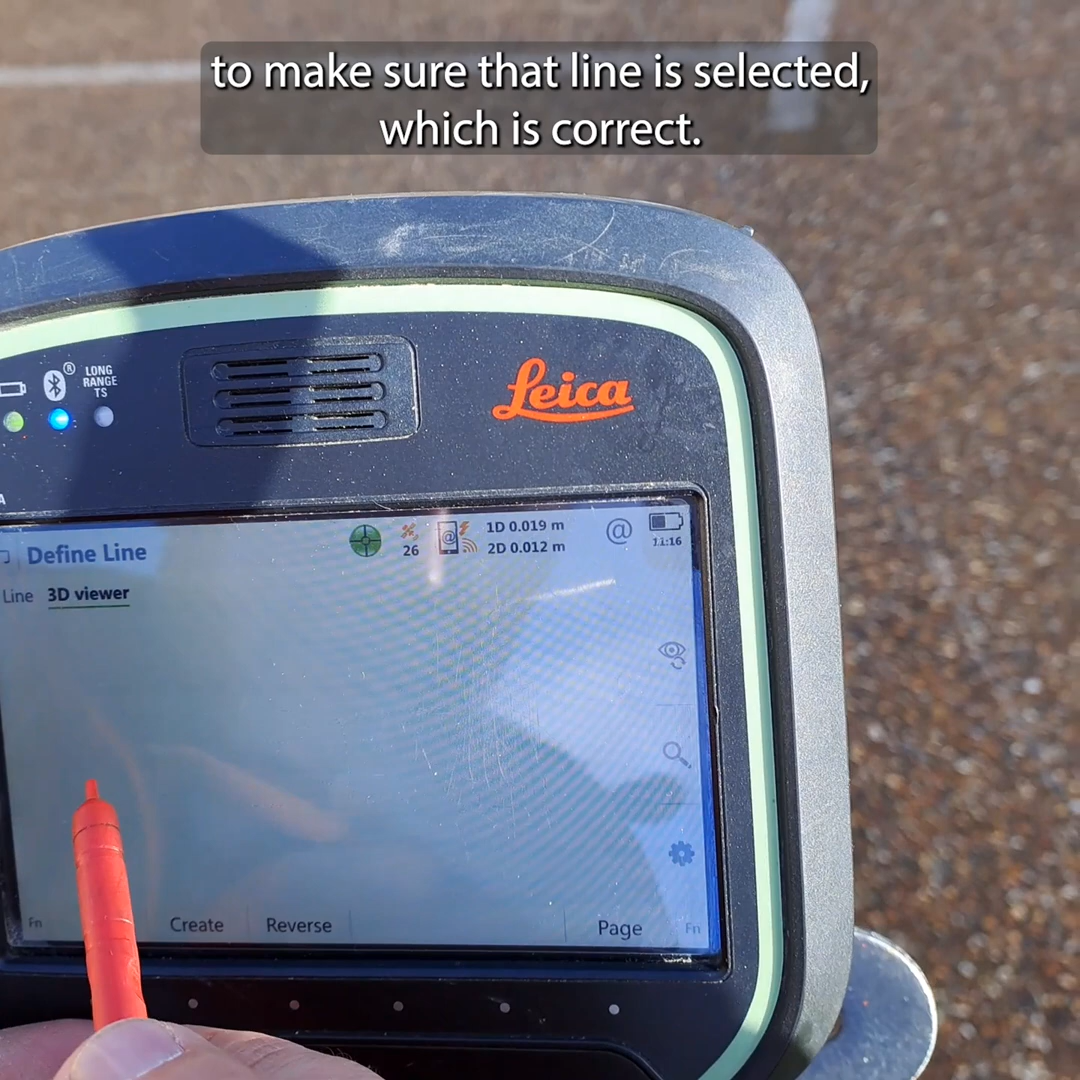 to make sure that line is selected,
which is correct.
®
LONG
RANGE
TS
Leica
A
Define Line
26
@
1D 0.019 m
2D 0.012 m
@
11:16
Line 3D viewer
Fn Create Reverse Page Fn